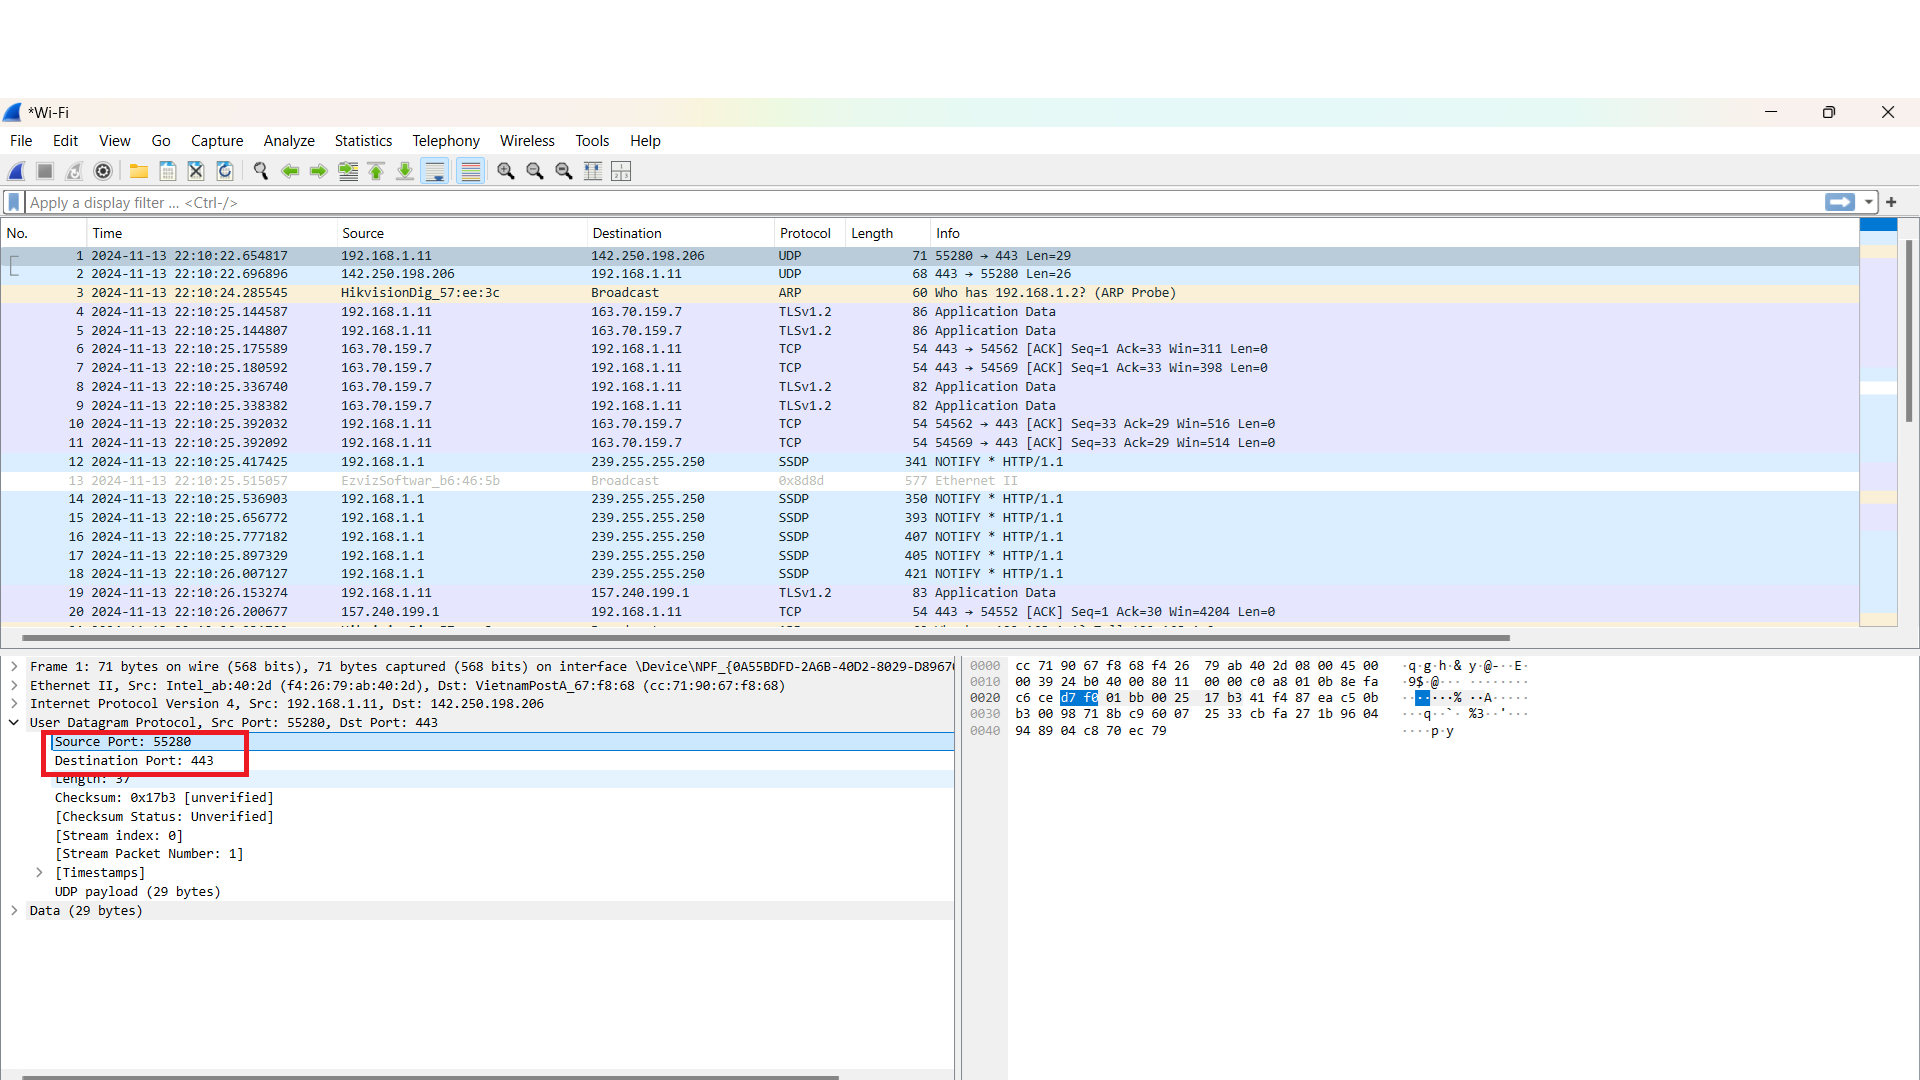 *Wi-Fi
File Edit View Go Capture Analyze Statistics Telephony Wireless Tools Help
Apply a display filter ... <Ctrl-/>
No. Time Source Destination Protocol Length Info
1 2024-11-13 22:10:22.654817 192.168.1.11 142.250.198.206 UDP 71 55280 → 443 Len=29
2 2024-11-13 22:10:22.696896 142.250.198.206 192.168.1.11 UDP 68 443 → 55280 Len=26
3 2024-11-13 22:10:24.285545 HikvisionDig_57:ee:3c Broadcast ARP 60 Who has 192.168.1.2? (ARP Probe)
4 2024-11-13 22:10:25.144587 192.168.1.11 163.70.159.7 TLSv1.2 86 Application Data
5 2024-11-13 22:10:25.144807 192.168.1.11 163.70.159.7 TLSv1.2 86 Application Data
6 2024-11-13 22:10:25.175589 163.70.159.7 192.168.1.11 TCP 54 443 → 54562 [ACK] Seq=1 Ack=33 Win=311 Len=0
7 2024-11-13 22:10:25.180592 163.70.159.7 192.168.1.11 TCP 54 443 → 54569 [ACK] Seq=1 Ack=33 Win=398 Len=0
8 2024-11-13 22:10:25.336740 163.70.159.7 192.168.1.11 TLSv1.2 82 Application Data
9 2024-11-13 22:10:25.338382 163.70.159.7 192.168.1.11 TLSv1.2 82 Application Data
10 2024-11-13 22:10:25.392032 192.168.1.11 163.70.159.7 TCP 54 54562 → 443 [ACK] Seq=33 Ack=29 Win=516 Len=0
11 2024-11-13 22:10:25.392092 192.168.1.11 163.70.159.7 TCP 54 54569 → 443 [ACK] Seq=33 Ack=29 Win=514 Len=0
12 2024-11-13 22:10:25.417425 192.168.1.1 239.255.255.250 SSDP 341 NOTIFY * HTTP/1.1
13 2024-11-13 22:10:25.515057 EzvizSoftwar_b6:46:5b Broadcast 0x8d8d 577 Ethernet II
14 2024-11-13 22:10:25.536903 192.168.1.1 239.255.255.250 SSDP 350 NOTIFY * HTTP/1.1
15 2024-11-13 22:10:25.656772 192.168.1.1 239.255.255.250 SSDP 393 NOTIFY * HTTP/1.1
16 2024-11-13 22:10:25.777182 192.168.1.1 239.255.255.250 SSDP 407 NOTIFY * HTTP/1.1
17 2024-11-13 22:10:25.897329 192.168.1.1 239.255.255.250 SSDP 405 NOTIFY * HTTP/1.1
18 2024-11-13 22:10:26.007127 192.168.1.1 239.255.255.250 SSDP 421 NOTIFY * HTTP/1.1
19 2024-11-13 22:10:26.153274 192.168.1.11 157.240.199.1 TLSv1.2 83 Application Data
20 2024-11-13 22:10:26.200677 157.240.199.1 192.168.1.11 TCP 54 443 → 54552 [ACK] Seq=1 Ack=30 Win=4204 Len=0
Frame 1: 71 bytes on wire (568 bits), 71 bytes captured (568 bits) on interface \Device\NPF_{0A55BDFD-2A6B-40D2-8029-D8967
Ethernet II, Src: Intel_ab:40:2d (f4:26:79:ab:40:2d), Dst: VietnamPostA_67:f8:68 (cc:71:90:67:f8:68)
Internet Protocol Version 4, Src: 192.168.1.11, Dst: 142.250.198.206
User Datagram Protocol, Src Port: 55280, Dst Port: 443
Source Port: 55280
Destination Port: 443
Length: 37
Checksum: 0x17b3 [unverified]
[Checksum Status: Unverified]
[Stream index: 0]
[Stream Packet Number: 1]
[Timestamps]
UDP payload (29 bytes)
Data (29 bytes)
0000 cc 71 90 67 f8 68 f4 26 79 ab 40 2d 08 00 45 00 ·q·g·h·& y·@-··E·
0010 00 39 24 b0 40 00 80 11 00 00 c0 a8 01 0b 8e fa ·9$·@··· ········
0020 c6 ce d7 f0 01 bb 00 25 17 b3 41 f4 87 ea c5 0b ·······% ··A·····
0030 b3 00 98 71 8b c9 60 07 25 33 cb fa 27 1b 96 04 ···q··`· %3··'···
0040 94 89 04 c8 70 ec 79 ····p·y